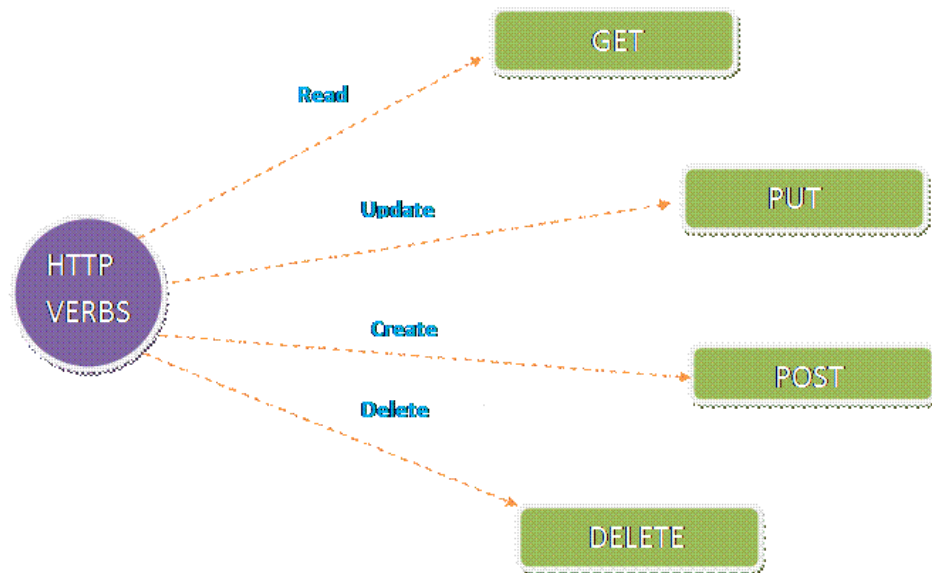 GET
Read
PUT
Update
HTTP
VERBS
Create
POST
Delete
DELETE